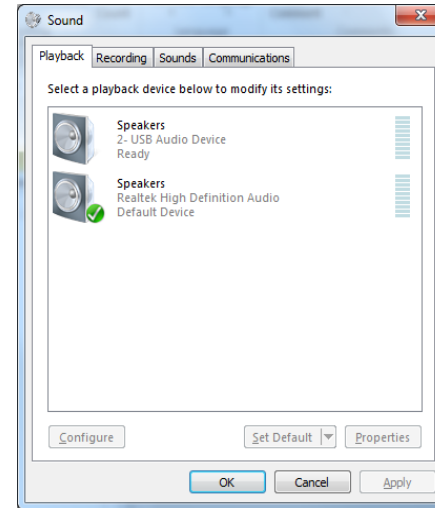 Sound
Playback Recording Sounds Communications
Select a playback device below to modify its settings:
Speakers
2- USB Audio Device
Ready
Speakers
Realtek High Definition Audio
Default Device
Configure Set Default Properties
OK Cancel Apply